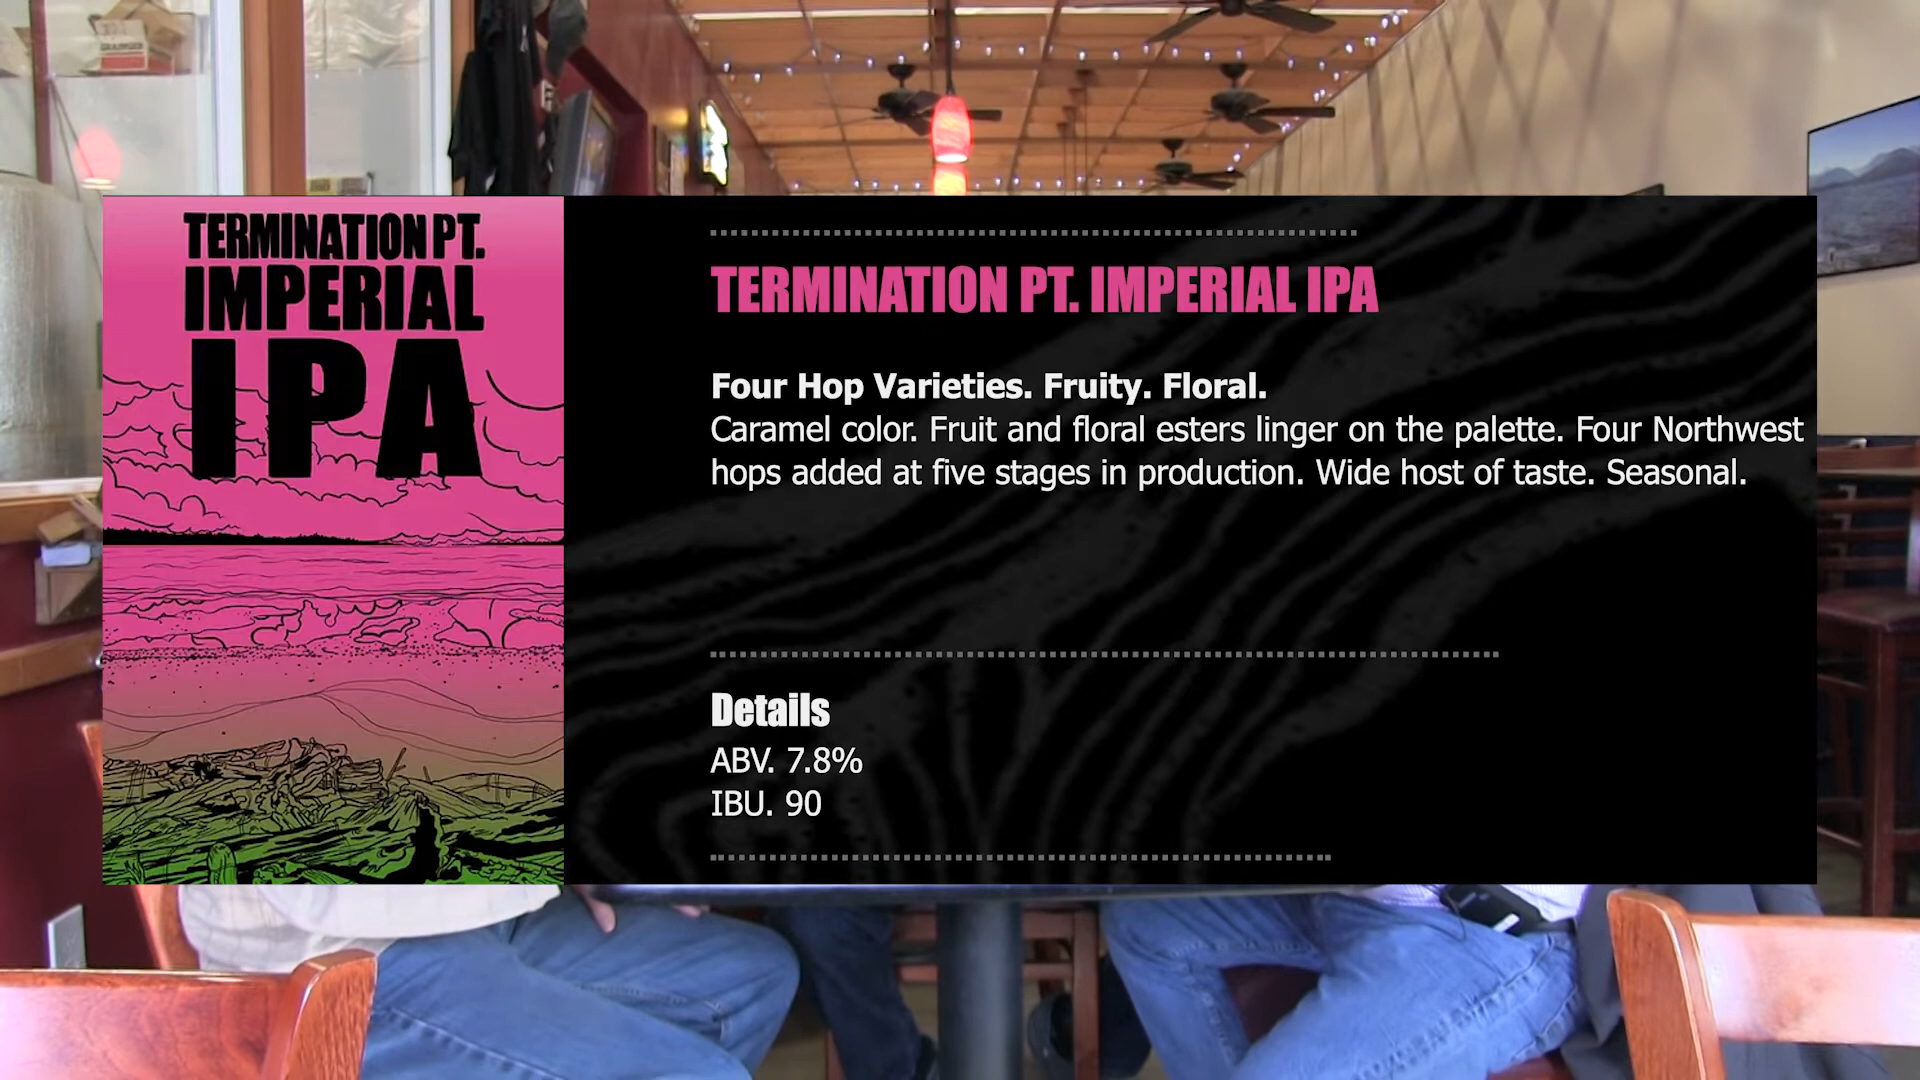 TERMINATION PT.
IMPERIAL
IPA
TERMINATION PT. IMPERIAL IPA
Four Hop Varieties. Fruity. Floral.
Caramel color. Fruit and floral esters linger on the palette. Four Northwest
hops added at five stages in production. Wide host of taste. Seasonal.
Details
ABV. 7.8%
IBU. 90